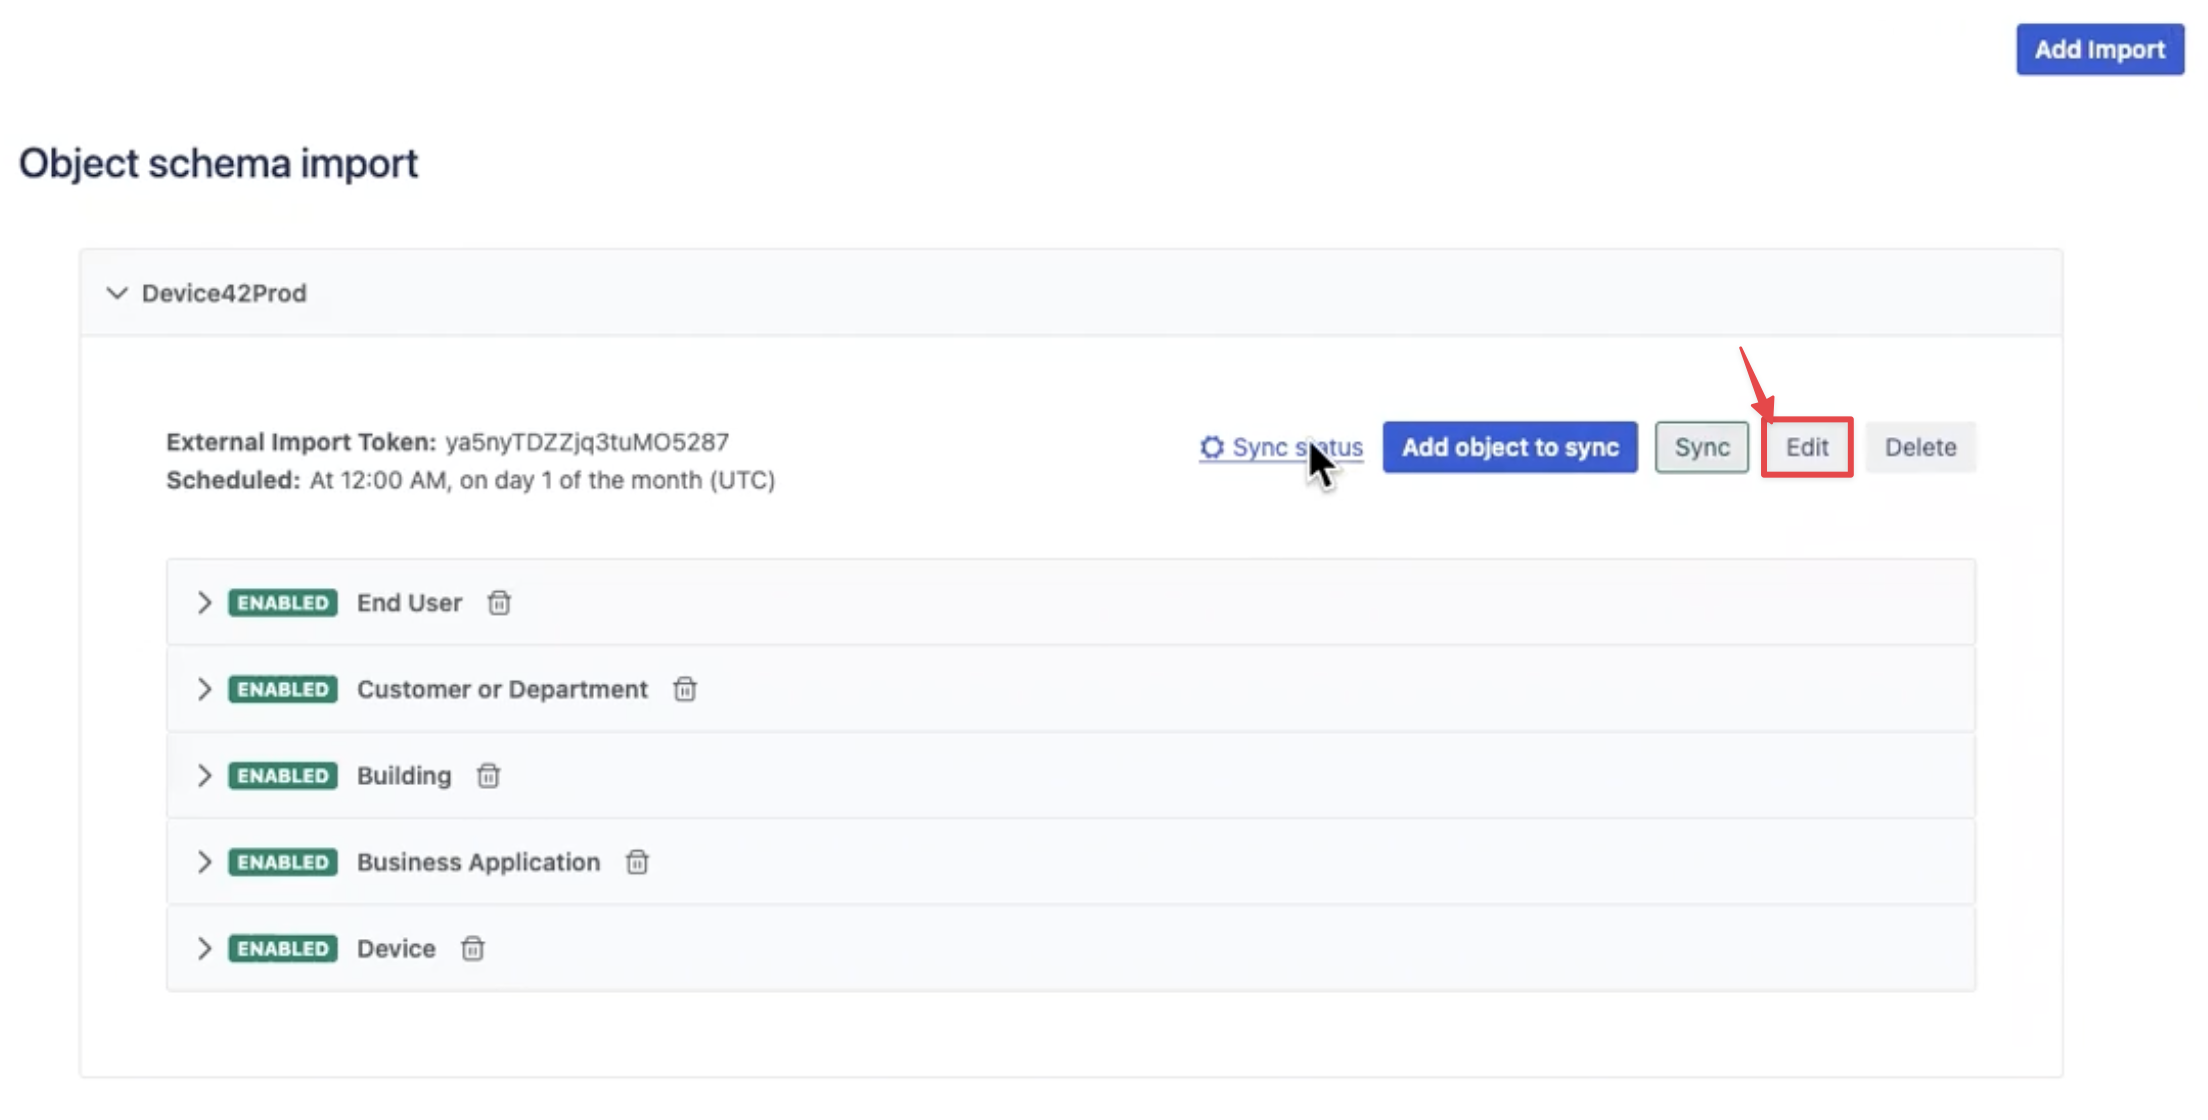 Add Import
Object schema import
Device42Prod
External Import Token: ya5nyTDZZjq3tuMO5287
Scheduled: At 12:00 AM, on day 1 of the month (UTC)
Sync status
Add object to sync
Sync
Edit
Delete
ENABLED End User
ENABLED Customer or Department
ENABLED Building
ENABLED Business Application
ENABLED Device